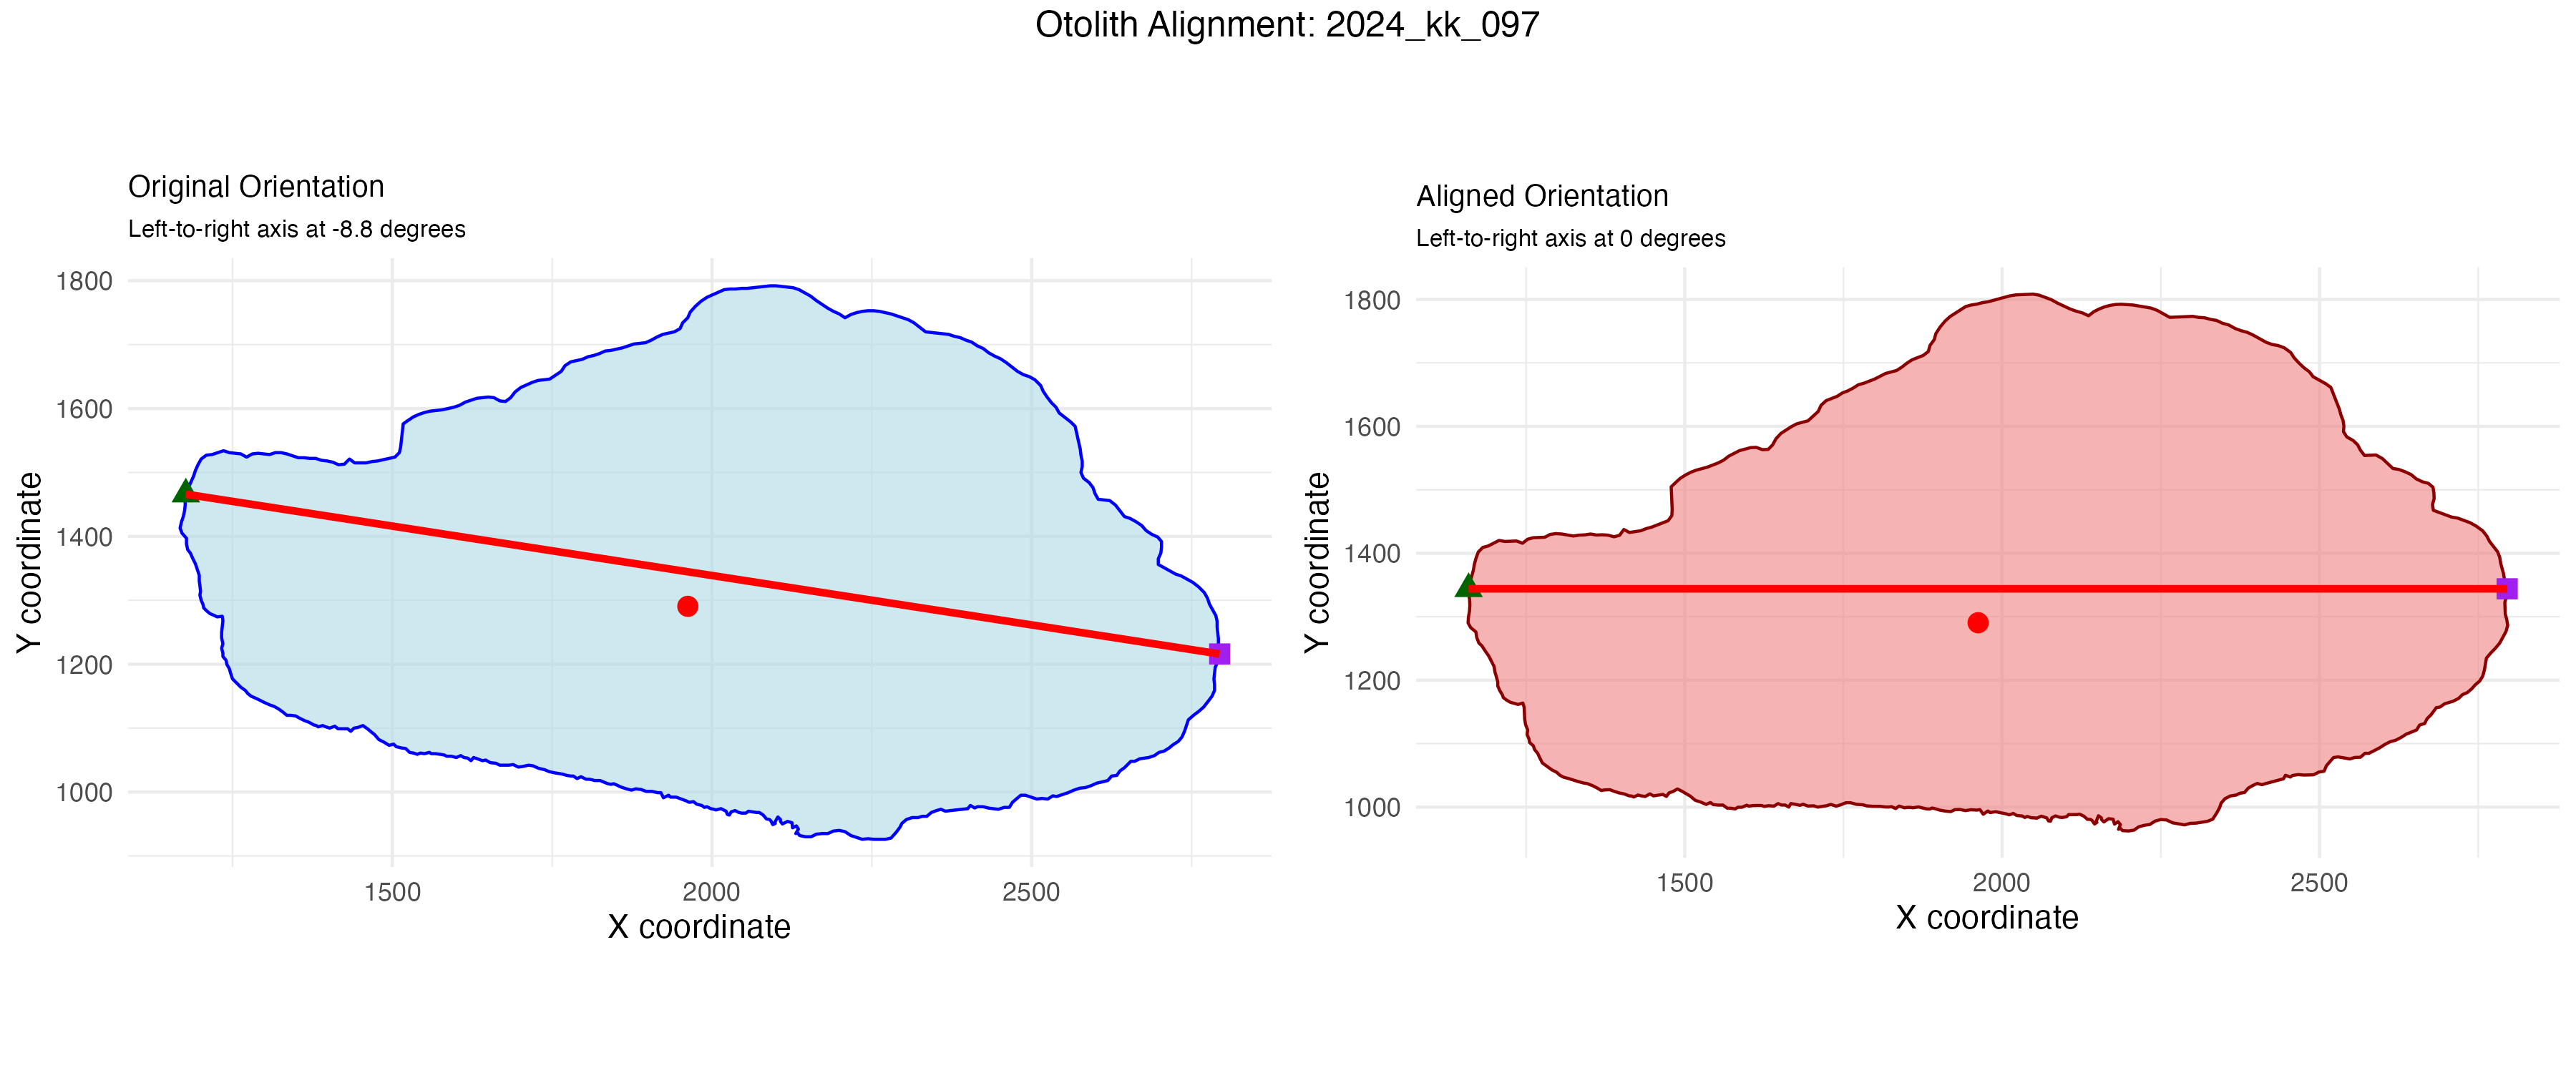 Otolith Alignment: 2024_kk_097
Original Orientation
Left-to-right axis at -8.8 degrees
1800
1600
1400
1200
1000
Y coordinate
1500 2000 2500
X coordinate
Aligned Orientation
Left-to-right axis at 0 degrees
1800
1600
1400
1200
1000
Y coordinate
1500 2000 2500
X coordinate